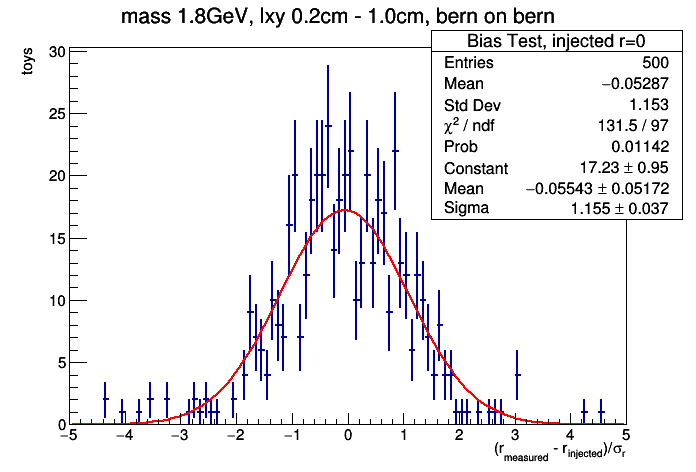 mass 1.8GeV, lxy 0.2cm - 1.0cm, bern on bern
Bias Test, injected r=0
Entries 500
Mean −0.05287
Std Dev 1.153
χ² / ndf 131.5 / 97
Prob 0.01142
Constant 17.23 ± 0.95
Mean −0.05543 ± 0.05172
Sigma 1.155 ± 0.037
toys
30
25
20
15
10
5
0
−5 −4 −3 −2 −1 0 1 2 3 4 5
(r_measured - r_injected)/σ_r